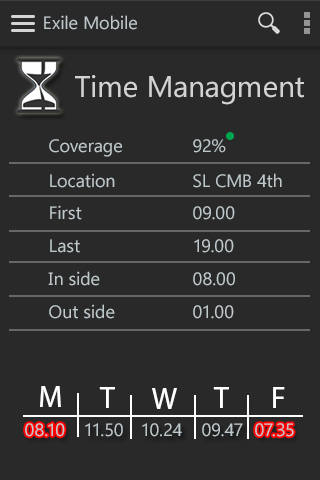 Exile Mobile
Time Managment
Coverage 92%
Location SL CMB 4th
First 09.00
Last 19.00
In side 08.00
Out side 01.00
M T W T F
08.10 11.50 10.24 09.47 07.35